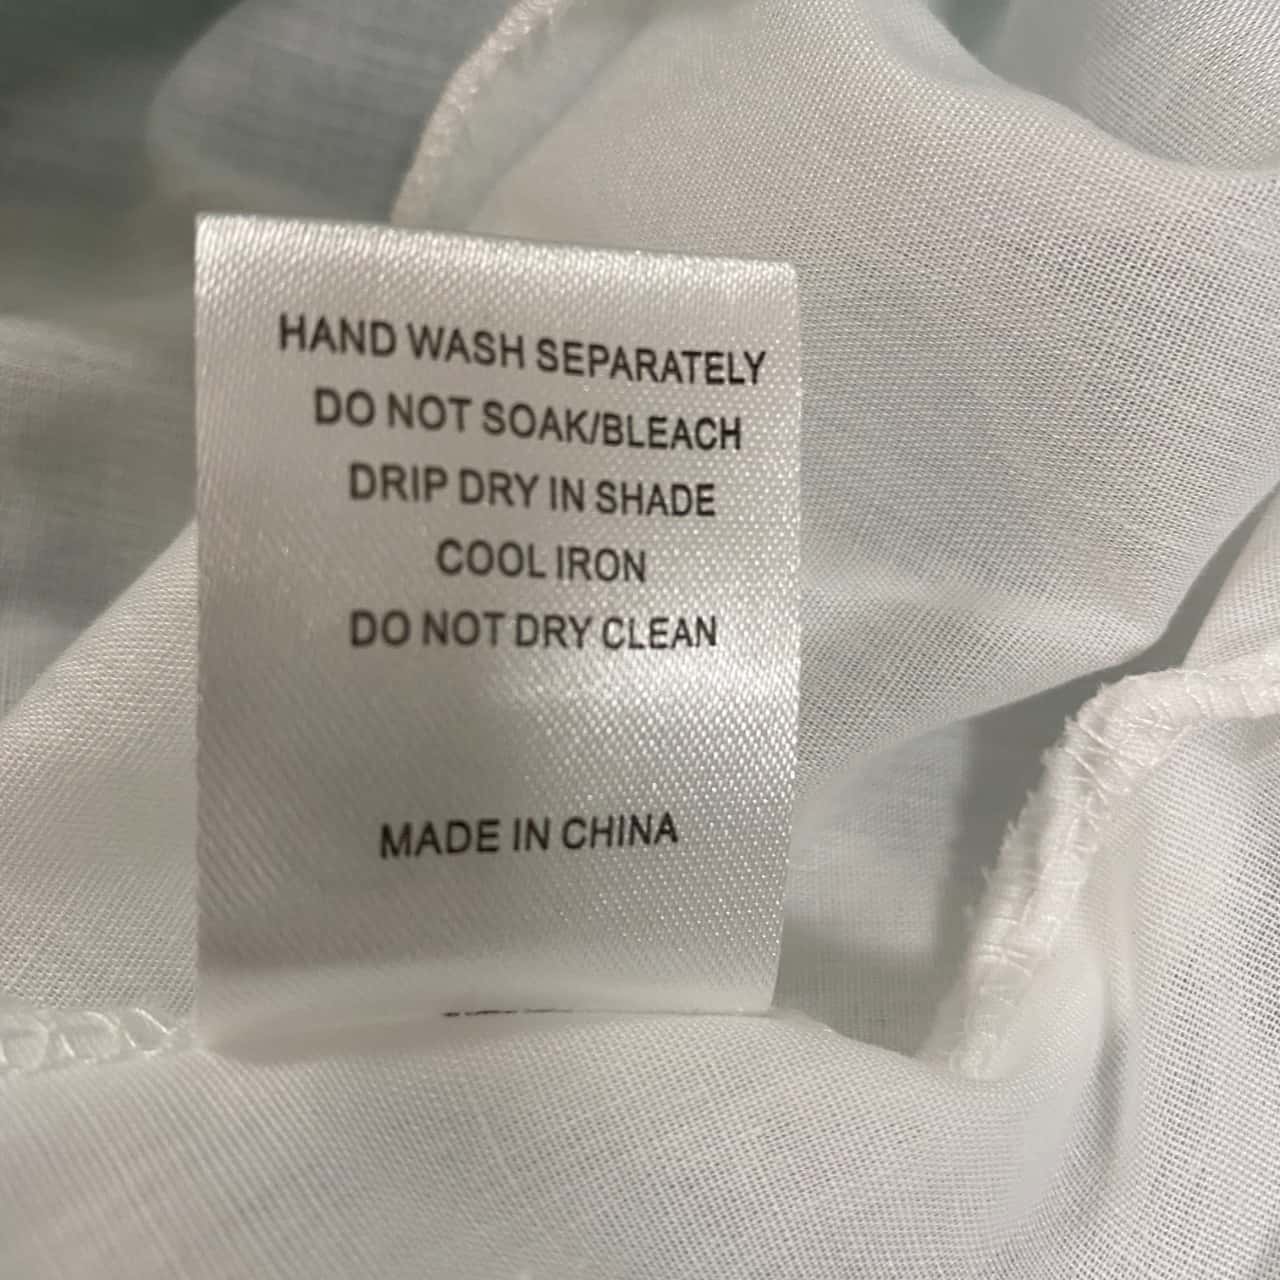 HAND WASH SEPARATELY
DO NOT SOAK/BLEACH
DRIP DRY IN SHADE
COOL IRON
DO NOT DRY CLEAN
MADE IN CHINA